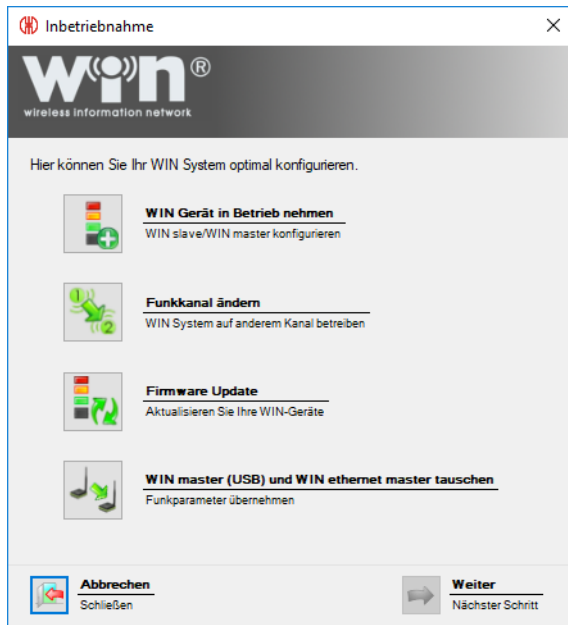 Inbetriebnahme
WIN®
wireless information network
Hier können Sie Ihr WIN System optimal konfigurieren.
WIN Gerät in Betrieb nehmen
WIN slave/WIN master konfigurieren
1
2
Funkkanal ändern
WIN System auf anderem Kanal betreiben
Firmware Update
Aktualisieren Sie Ihre WIN-Geräte
WIN master (USB) und WIN ethernet master tauschen
Funkparameter übernehmen
Abbrechen
Schließen
Weiter
Nächster Schritt